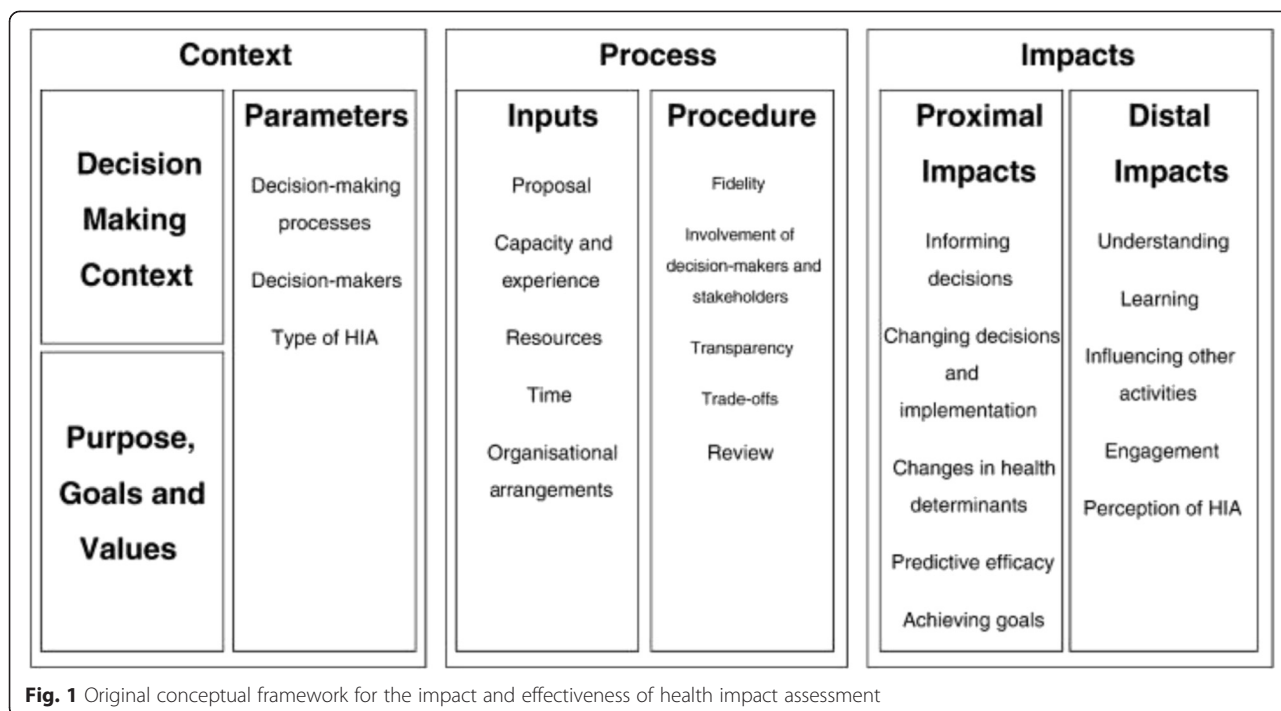 Context
Decision
Making
Context
Purpose,
Goals and
Values
Parameters
Decision-making
processes
Decision-makers
Type of HIA
Process
Inputs
Proposal
Capacity and
experience
Resources
Time
Organisational
arrangements
Procedure
Fidelity
Involvement of
decision-makers and
stakeholders
Transparency
Trade-offs
Review
Impacts
Proximal
Impacts
Informing
decisions
Changing decisions
and
implementation
Changes in health
determinants
Predictive efficacy
Achieving goals
Distal
Impacts
Understanding
Learning
Influencing other
activities
Engagement
Perception of HIA
Fig. 1 Original conceptual framework for the impact and effectiveness of health impact assessment